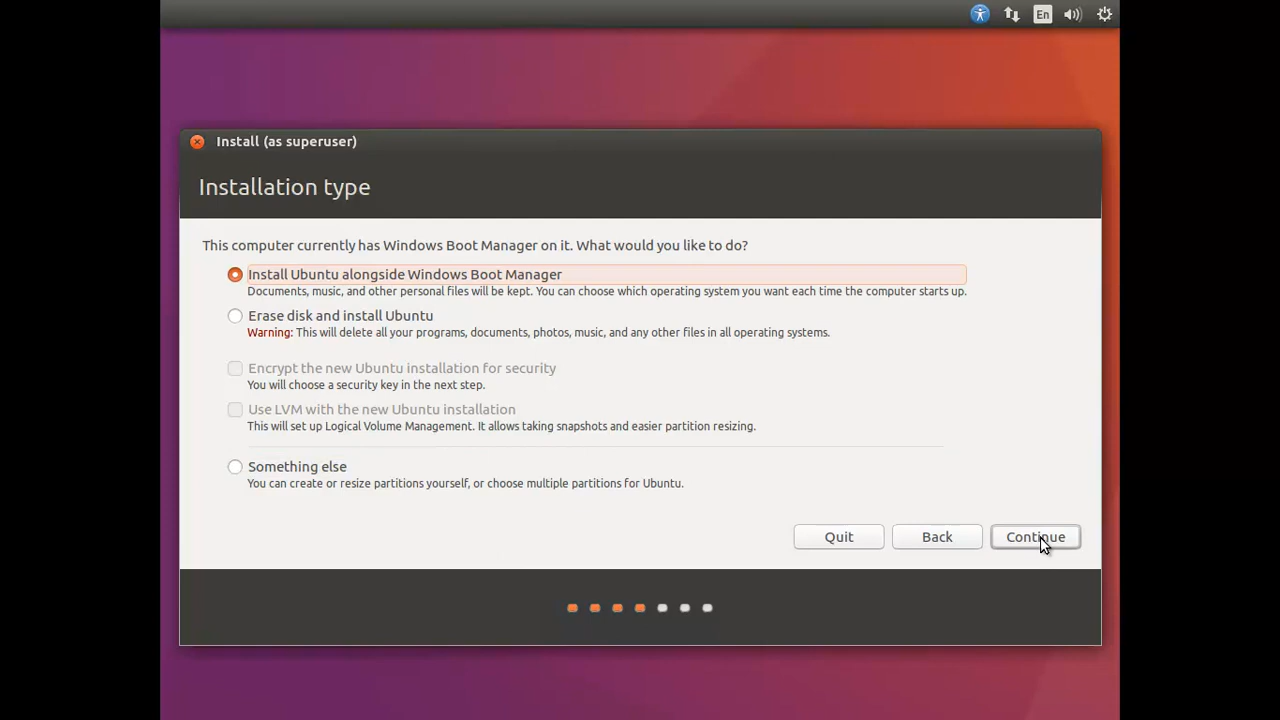 En
Install (as superuser)
Installation type
This computer currently has Windows Boot Manager on it. What would you like to do?
Install Ubuntu alongside Windows Boot Manager
Documents, music, and other personal files will be kept. You can choose which operating system you want each time the computer starts up.
Erase disk and install Ubuntu
Warning: This will delete all your programs, documents, photos, music, and any other files in all operating systems.
Encrypt the new Ubuntu installation for security
You will choose a security key in the next step.
Use LVM with the new Ubuntu installation
This will set up Logical Volume Management. It allows taking snapshots and easier partition resizing.
Something else
You can create or resize partitions yourself, or choose multiple partitions for Ubuntu.
Quit Back Continue